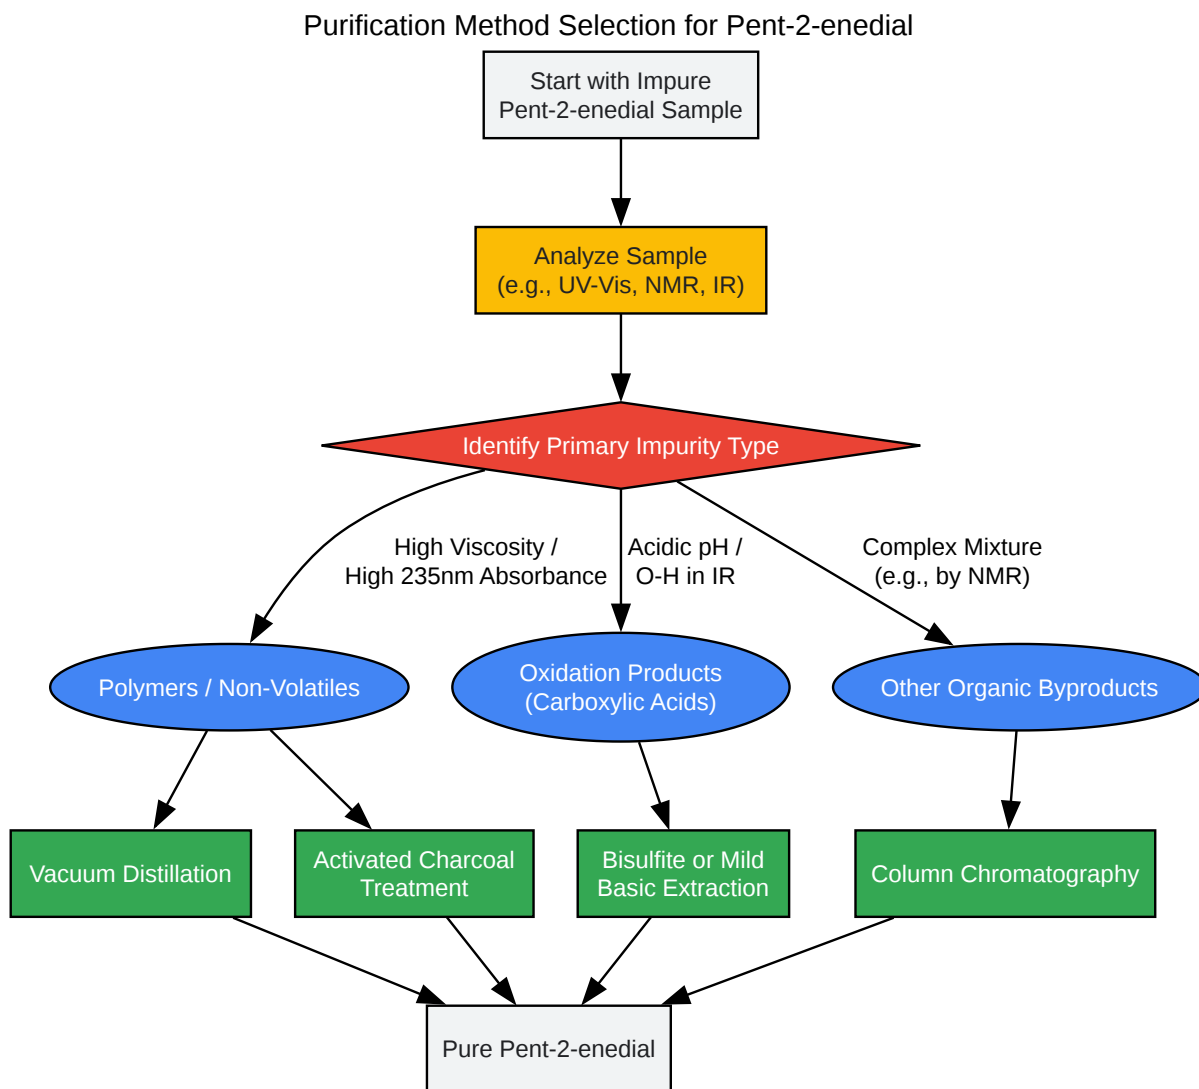 Purification Method Selection for Pent-2-enedial
Start with Impure
Pent-2-enedial Sample
Analyze Sample
(e.g., UV-Vis, NMR, IR)
Identify Primary Impurity Type
High Viscosity /
High 235nm Absorbance
Acidic pH /
O-H in IR
Complex Mixture
(e.g., by NMR)
Polymers / Non-Volatiles
Oxidation Products
(Carboxylic Acids)
Other Organic Byproducts
Vacuum Distillation
Activated Charcoal
Treatment
Bisulfite or Mild
Basic Extraction
Column Chromatography
Pure Pent-2-enedial